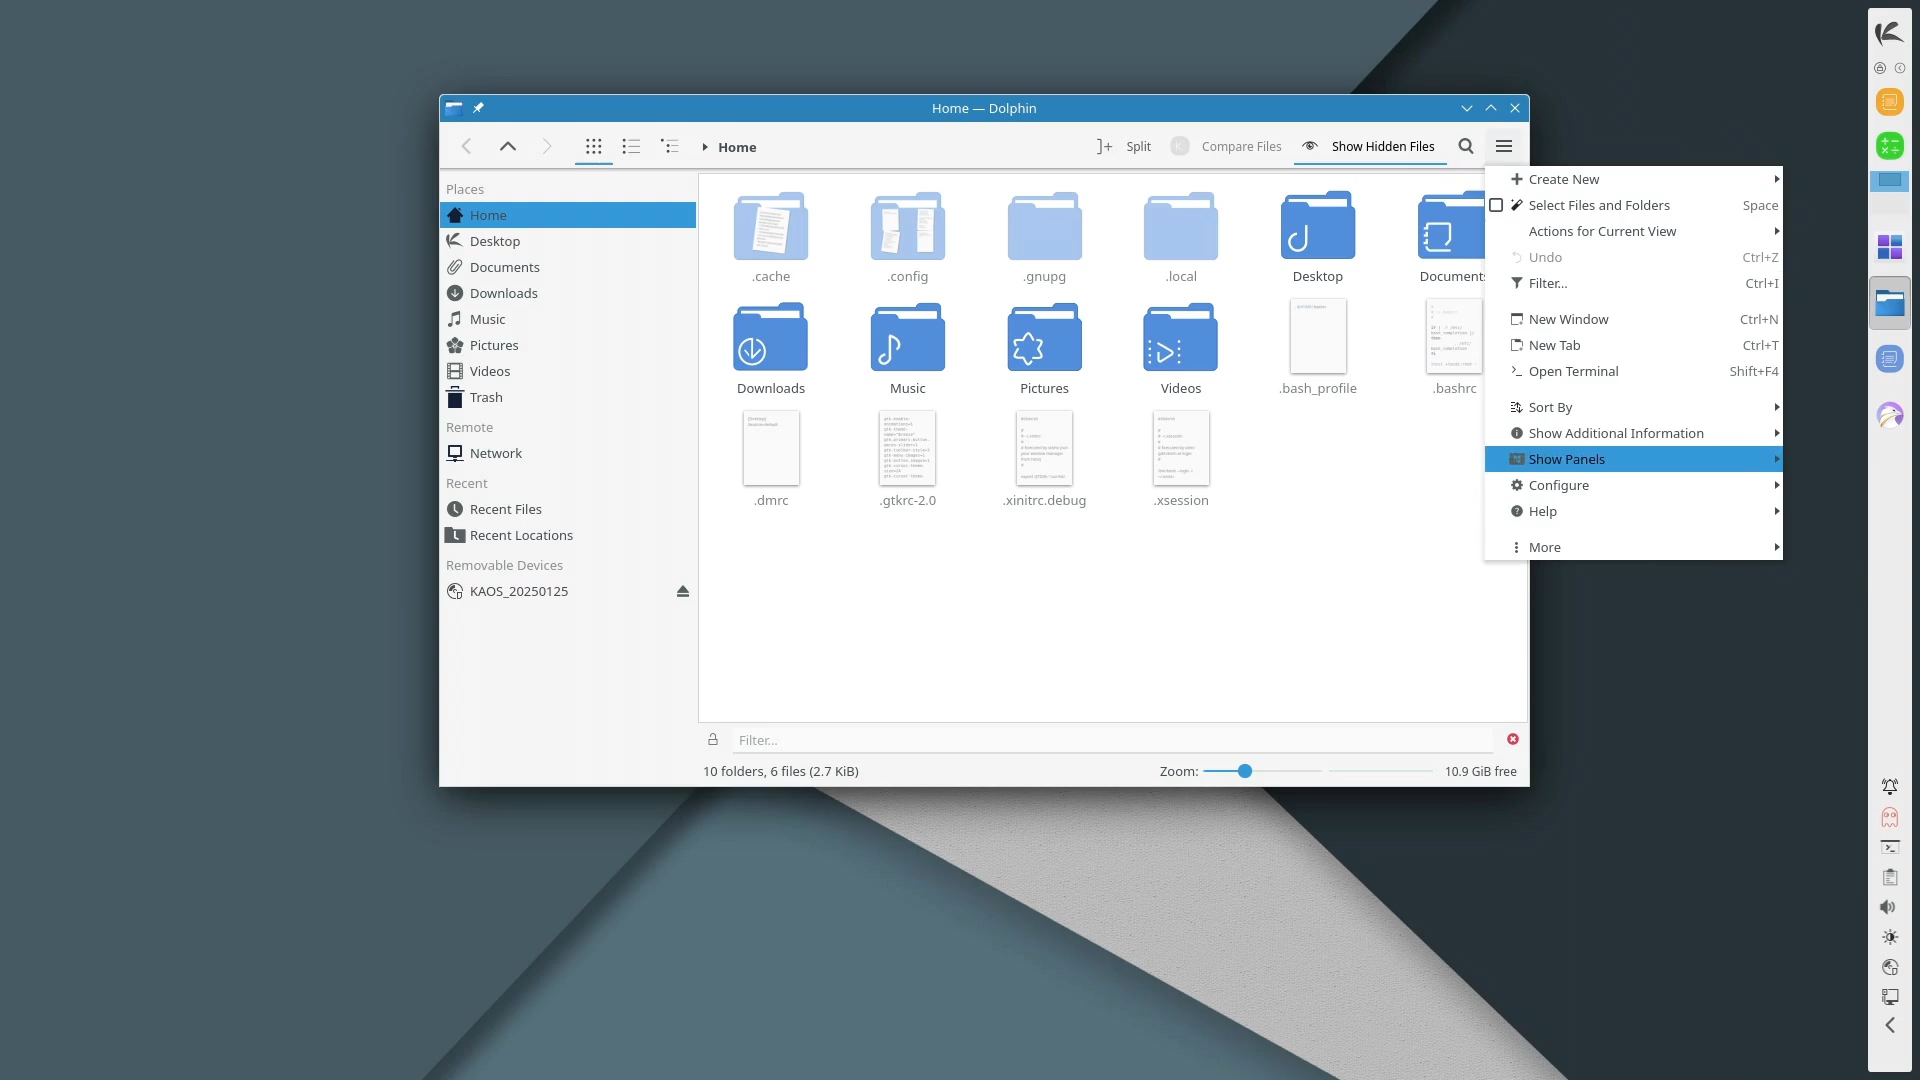 Home — Dolphin
Home
Split
Compare Files
Show Hidden Files
Places
Home
Desktop
Documents
Downloads
Music
Pictures
Videos
Trash
Remote
Network
Recent
Recent Files
Recent Locations
Removable Devices
KAOS_20250125
.cache
.config
.gnupg
.local
Desktop
Documents
Downloads
Music
Pictures
Videos
.bash_profile
.bashrc
.dmrc
.gtkrc-2.0
.xinitrc.debug
.xsession
Create New
Select Files and Folders Space
Actions for Current View
Undo Ctrl+Z
Filter... Ctrl+I
New Window Ctrl+N
New Tab Ctrl+T
Open Terminal Shift+F4
Sort By
Show Additional Information
Show Panels
Configure
Help
More
Filter...
10 folders, 6 files (2.7 KiB)
Zoom:
10.9 GiB free